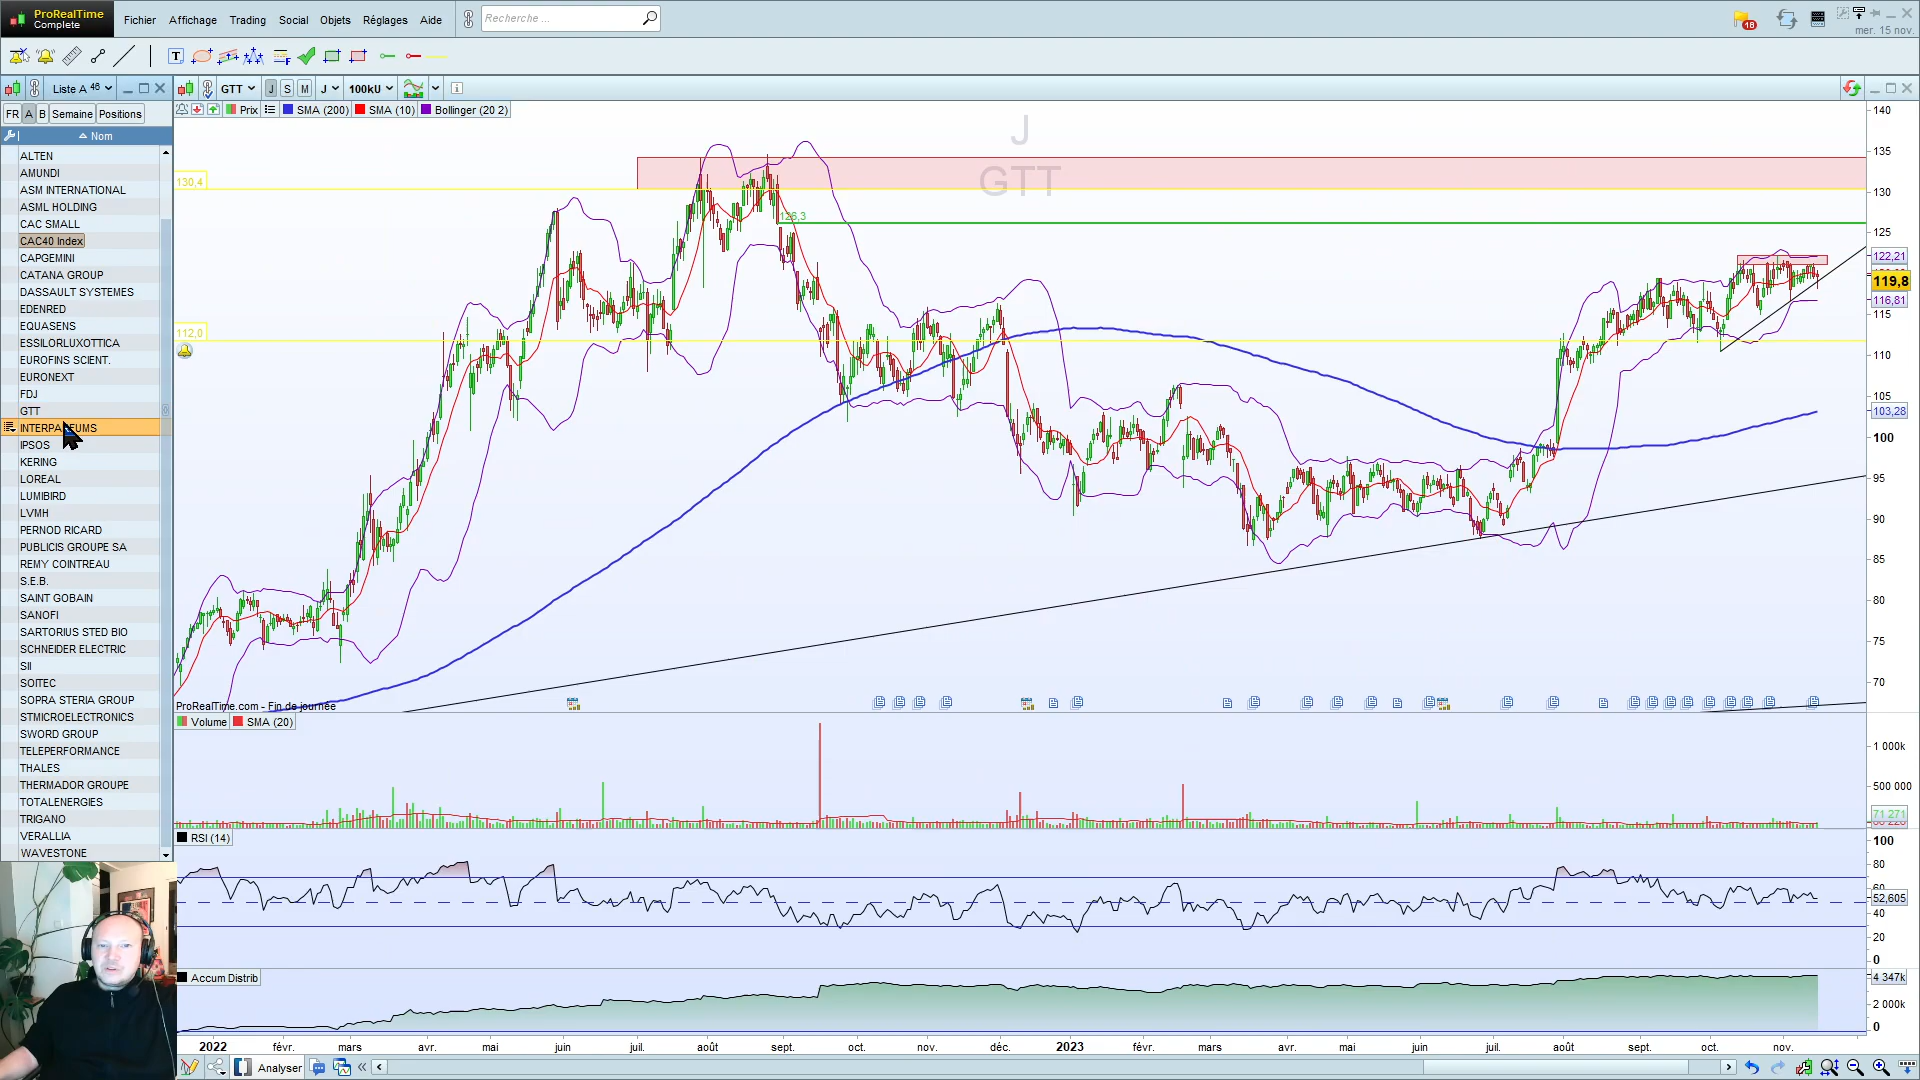 ProRealTime
Complete
Fichier Affichage Trading Social Objets Réglages Aide
Recherche ...
18
mer. 15 nov.
Liste A 46
GTT J S M J 100kU
FR A B Semaine Positions
Prix SMA (200) SMA (10) Bollinger (20 2)
Nom
ALTEN
AMUNDI
ASM INTERNATIONAL
ASML HOLDING
CAC SMALL
CAC40 Index
CAPGEMINI
CATANA GROUP
DASSAULT SYSTEMES
EDENRED
EQUASENS
ESSILORLUXOTTICA
EUROFINS SCIENT.
EURONEXT
FDJ
GTT
INTERPARFUMS
IPSOS
KERING
LOREAL
LUMIBIRD
LVMH
PERNOD RICARD
PUBLICIS GROUPE SA
REMY COINTREAU
S.E.B.
SAINT GOBAIN
SANOFI
SARTORIUS STED BIO
SCHNEIDER ELECTRIC
SII
SOITEC
SOPRA STERIA GROUP
STMICROELECTRONICS
SWORD GROUP
TELEPERFORMANCE
THALES
THERMADOR GROUPE
TOTALENERGIES
TRIGANO
VERALLIA
WAVESTONE
J
GTT
130,4
126,3
112,0
140
135
130
125
122,21
119,8
116,81
115
110
105
103,28
100
95
90
85
80
75
70
ProRealTime.com - Fin de journée
Volume SMA (20)
1 000k
500 000
71 271
RSI (14)
100
80
60
52,605
40
20
0
Accum Distrib
4 347k
2 000k
0
2022 févr. mars avr. mai juin juil. août sept. oct. nov. déc. 2023 févr. mars avr. mai juin juil. août sept. oct. nov.
Analyser